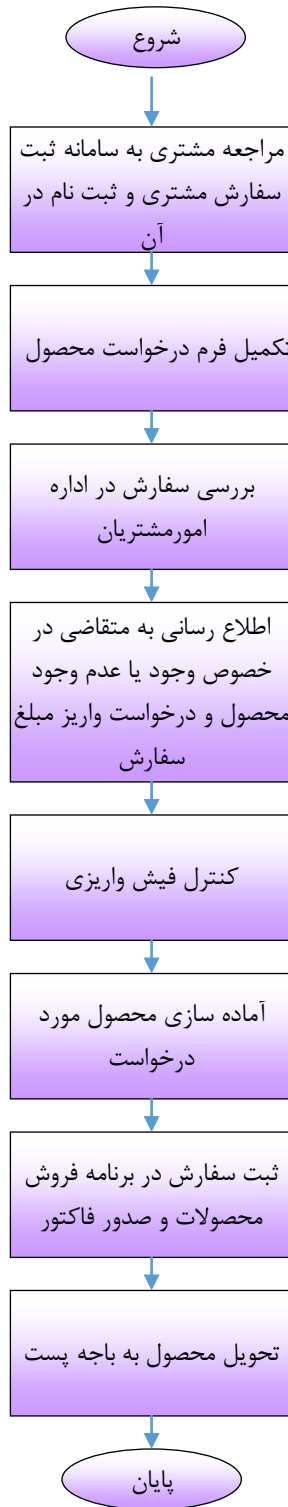 شروع
مراجعه مشتری به سامانه ثبت
سفارش مشتری و ثبت نام در
آن
تکمیل فرم درخواست محصول
بررسی سفارش در اداره
امورمشتریان
اطلاع رسانی به متقاضی در
خصوص وجود یا عدم وجود
محصول و درخواست واریز مبلغ
سفارش
کنترل فیش واریزی
آماده سازی محصول مورد
درخواست
ثبت سفارش در برنامه فروش
محصولات و صدور فاکتور
تحویل محصول به باجه پست
پایان